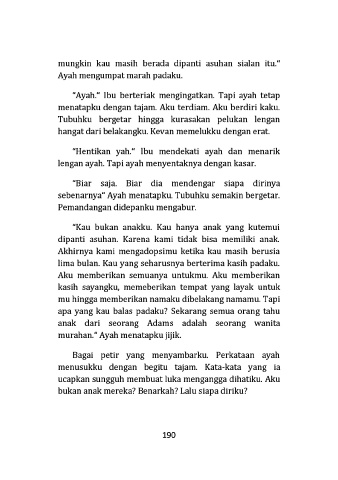 mungkin kau masih berada dipanti asuhan sialan itu."
Ayah mengumpat marah padaku.
"Ayah." Ibu berteriak mengingatkan. Tapi ayah tetap
menatapku dengan tajam. Aku terdiam. Aku berdiri kaku.
Tubuhku bergetar hingga kurasakan pelukan lengan
hangat dari belakangku. Kevan memelukku dengan erat.
"Hentikan yah." Ibu mendekati ayah dan menarik
lengan ayah. Tapi ayah menyentaknya dengan kasar.
"Biar saja. Biar dia mendengar siapa dirinya
sebenarnya" Ayah menatapku. Tubuhku semakin bergetar.
Pemandangan didepanku mengabur.
"Kau bukan anakku. Kau hanya anak yang kutemui
dipanti asuhan. Karena kami tidak bisa memiliki anak.
Akhirnya kami mengadopsimu ketika kau masih berusia
lima bulan. Kau yang seharusnya berterima kasih padaku.
Aku memberikan semuanya untukmu. Aku memberikan
kasih sayangku, memeberikan tempat yang layak untuk
mu hingga memberikan namaku dibelakang namamu. Tapi
apa yang kau balas padaku? Sekarang semua orang tahu
anak dari seorang Adams adalah seorang wanita
murahan." Ayah menatapku jijik.
Bagai petir yang menyambarku. Perkataan ayah
menusukku dengan begitu tajam. Kata-kata yang ia
ucapkan sungguh membuat luka mengangga dihatiku. Aku
bukan anak mereka? Benarkah? Lalu siapa diriku?
190